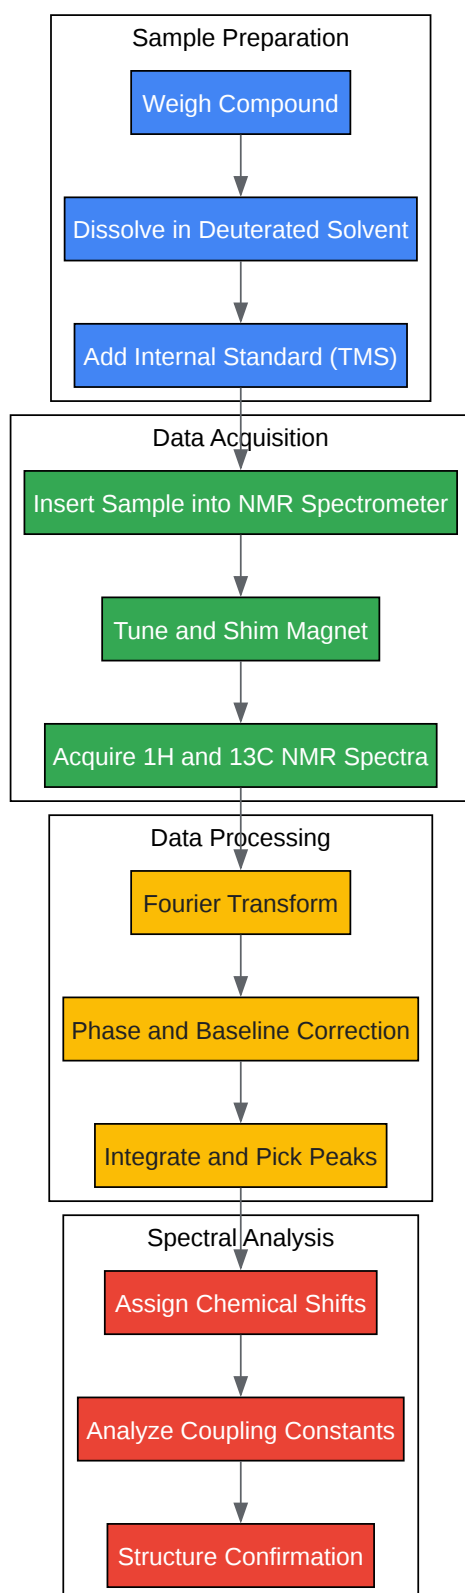 Sample Preparation
Weigh Compound
Dissolve in Deuterated Solvent
Add Internal Standard (TMS)
Data Acquisition
Insert Sample into NMR Spectrometer
Tune and Shim Magnet
Acquire 1H and 13C NMR Spectra
Data Processing
Fourier Transform
Phase and Baseline Correction
Integrate and Pick Peaks
Spectral Analysis
Assign Chemical Shifts
Analyze Coupling Constants
Structure Confirmation